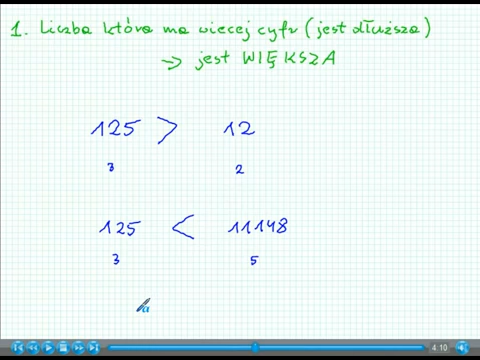 1. Liczba która ma wiecej cyfr (jest dłuższa)
→ jest WIĘKSZA
125 > 12
3 2
125 < 11148
3 5
4:10